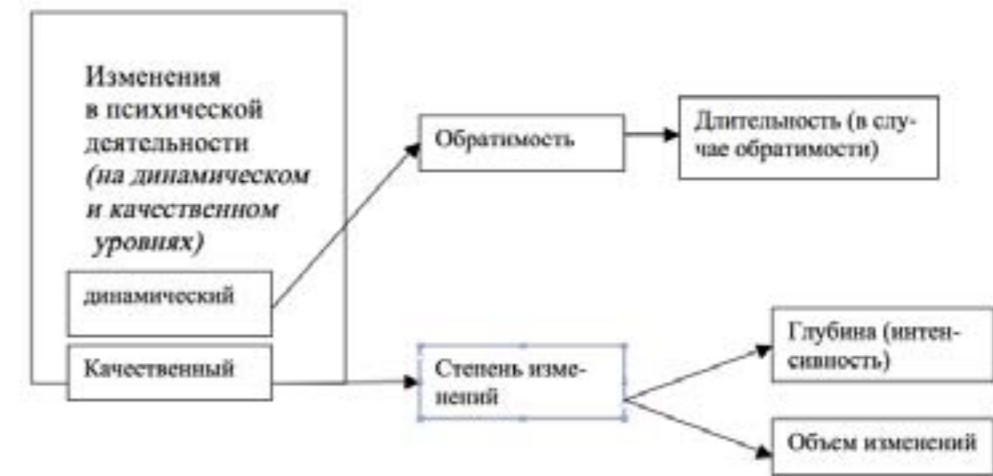 Изменения
в психической
деятельности
(на динамическом
и качественном
уровнях)
динамический
Качественный
Обратимость
Длительность (в слу-
чае обратимости)
Степень изме-
нений
Глубина (интен-
сивность)
Объем изменений